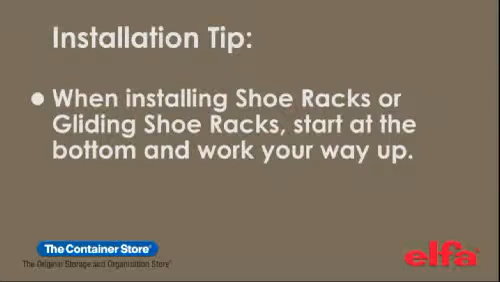 Installation Tip:
• When installing Shoe Racks or
Gliding Shoe Racks, start at the
bottom and work your way up.
The Container Store®
The Original Storage and Organization Store®
elfa®